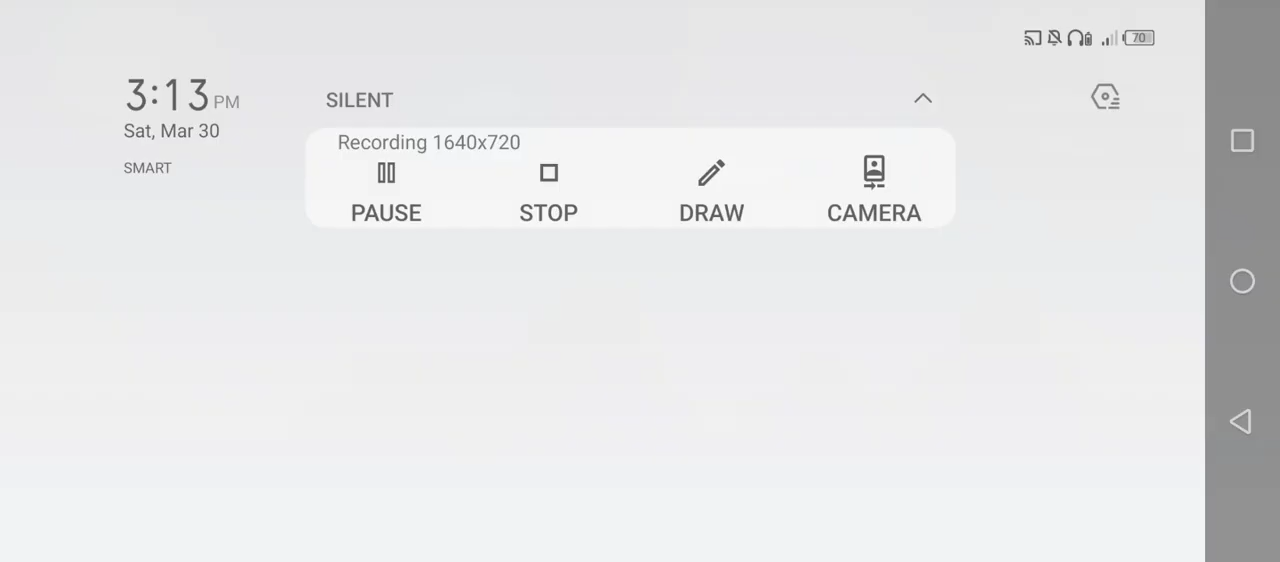 70
3:13 PM
SILENT
Sat, Mar 30
Recording 1640x720
SMART
PAUSE
STOP
DRAW
CAMERA